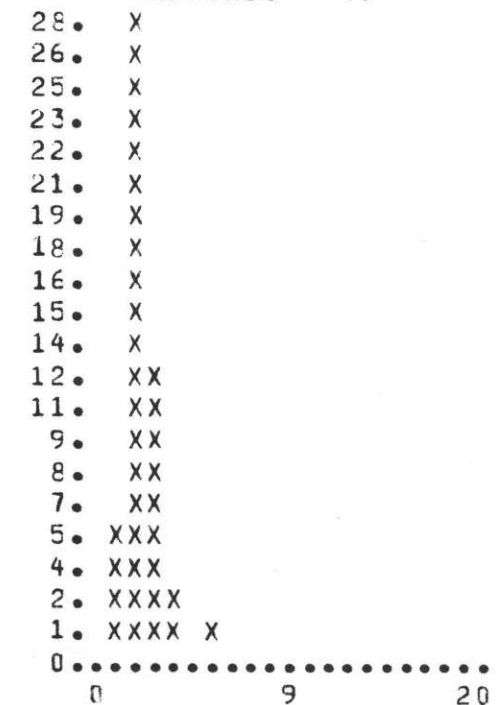 28.   X
26.   X
25.   X
23.   X
22.   X
21.   X
19.   X
18.   X
16.   X
15.   X
14.   X
12.   XX
11.   XX
9.   XX
8.   XX
7.   XX
5.  XXX
4.  XXX
2.  XXXX
1.  XXXX X
0......................
0         9         20